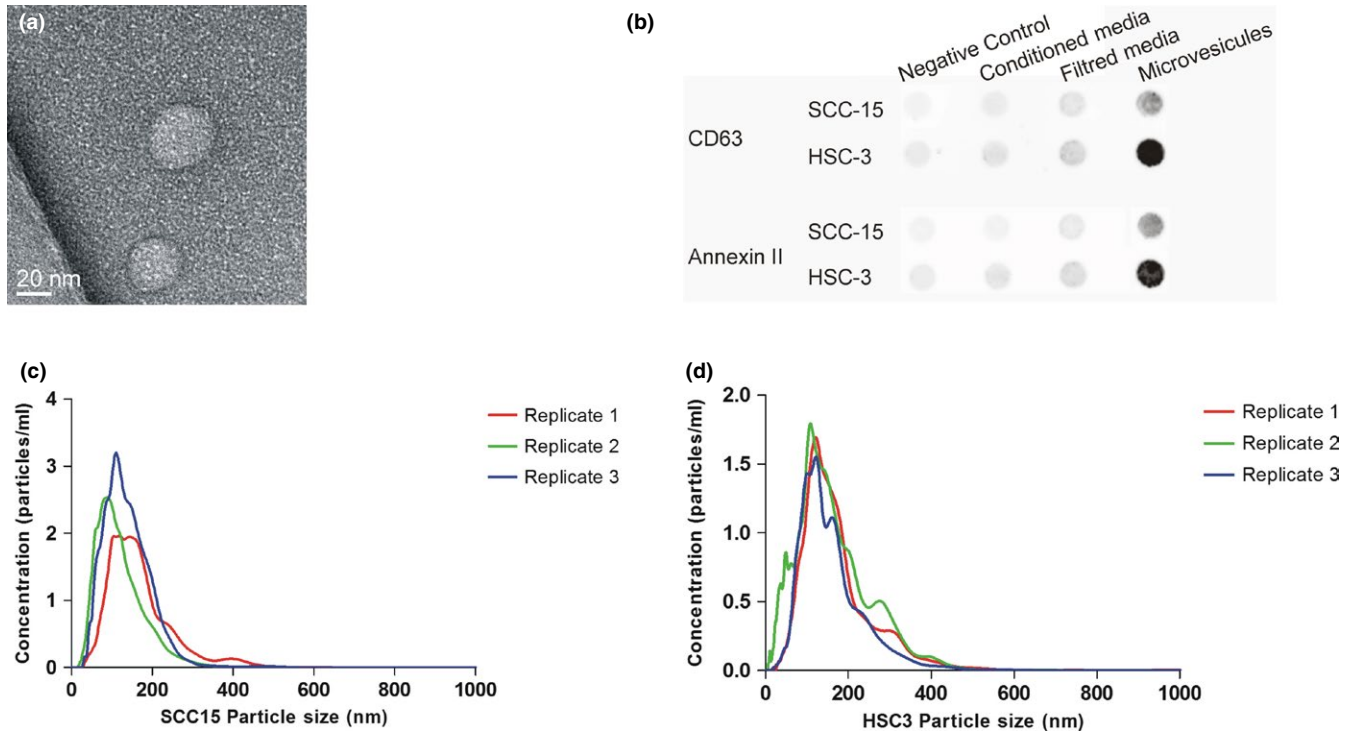 (a)
20 nm
(b)
Negative Control
Conditioned media
Filtred media
Microvesicules
CD63
SCC-15
HSC-3
Annexin II
SCC-15
HSC-3
(c)
Concentration (particles/ml)
4
3
2
1
0
0 200 400 600 800 1000
SCC15 Particle size (nm)
Replicate 1
Replicate 2
Replicate 3
(d)
Concentration (particles/ml)
2.0
1.5
1.0
0.5
0.0
0 200 400 600 800 1000
HSC3 Particle size (nm)
Replicate 1
Replicate 2
Replicate 3